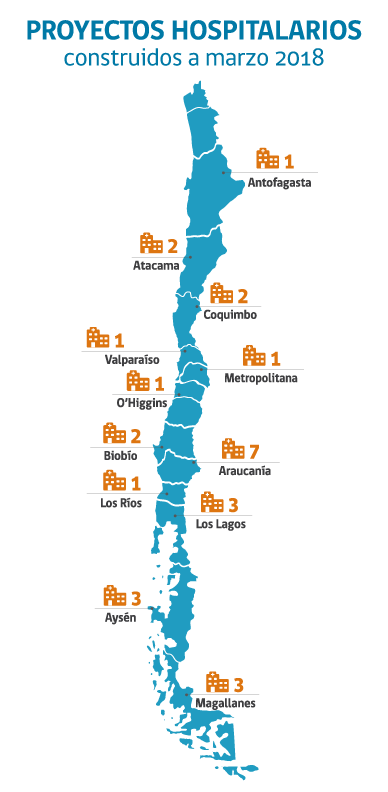 PROYECTOS HOSPITALARIOS
construidos a marzo 2018
1
Antofagasta
2
Atacama
2
Coquimbo
1
Valparaíso
1
Metropolitana
1
O'Higgins
2
Biobío
7
Araucanía
1
Los Ríos
3
Los Lagos
3
Aysén
3
Magallanes